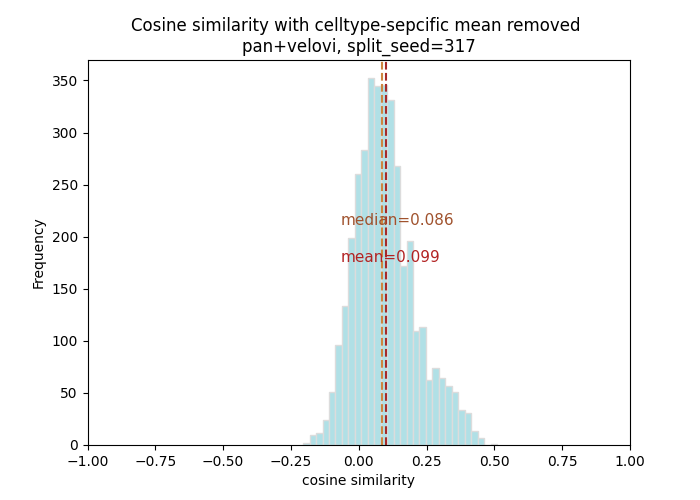 Cosine similarity with celltype-sepcific mean removed
pan+velovi, split_seed=317
350
300
250
200
150
100
50
0
Frequency
median=0.086
mean=0.099
−1.00 −0.75 −0.50 −0.25 0.00 0.25 0.50 0.75 1.00
cosine similarity